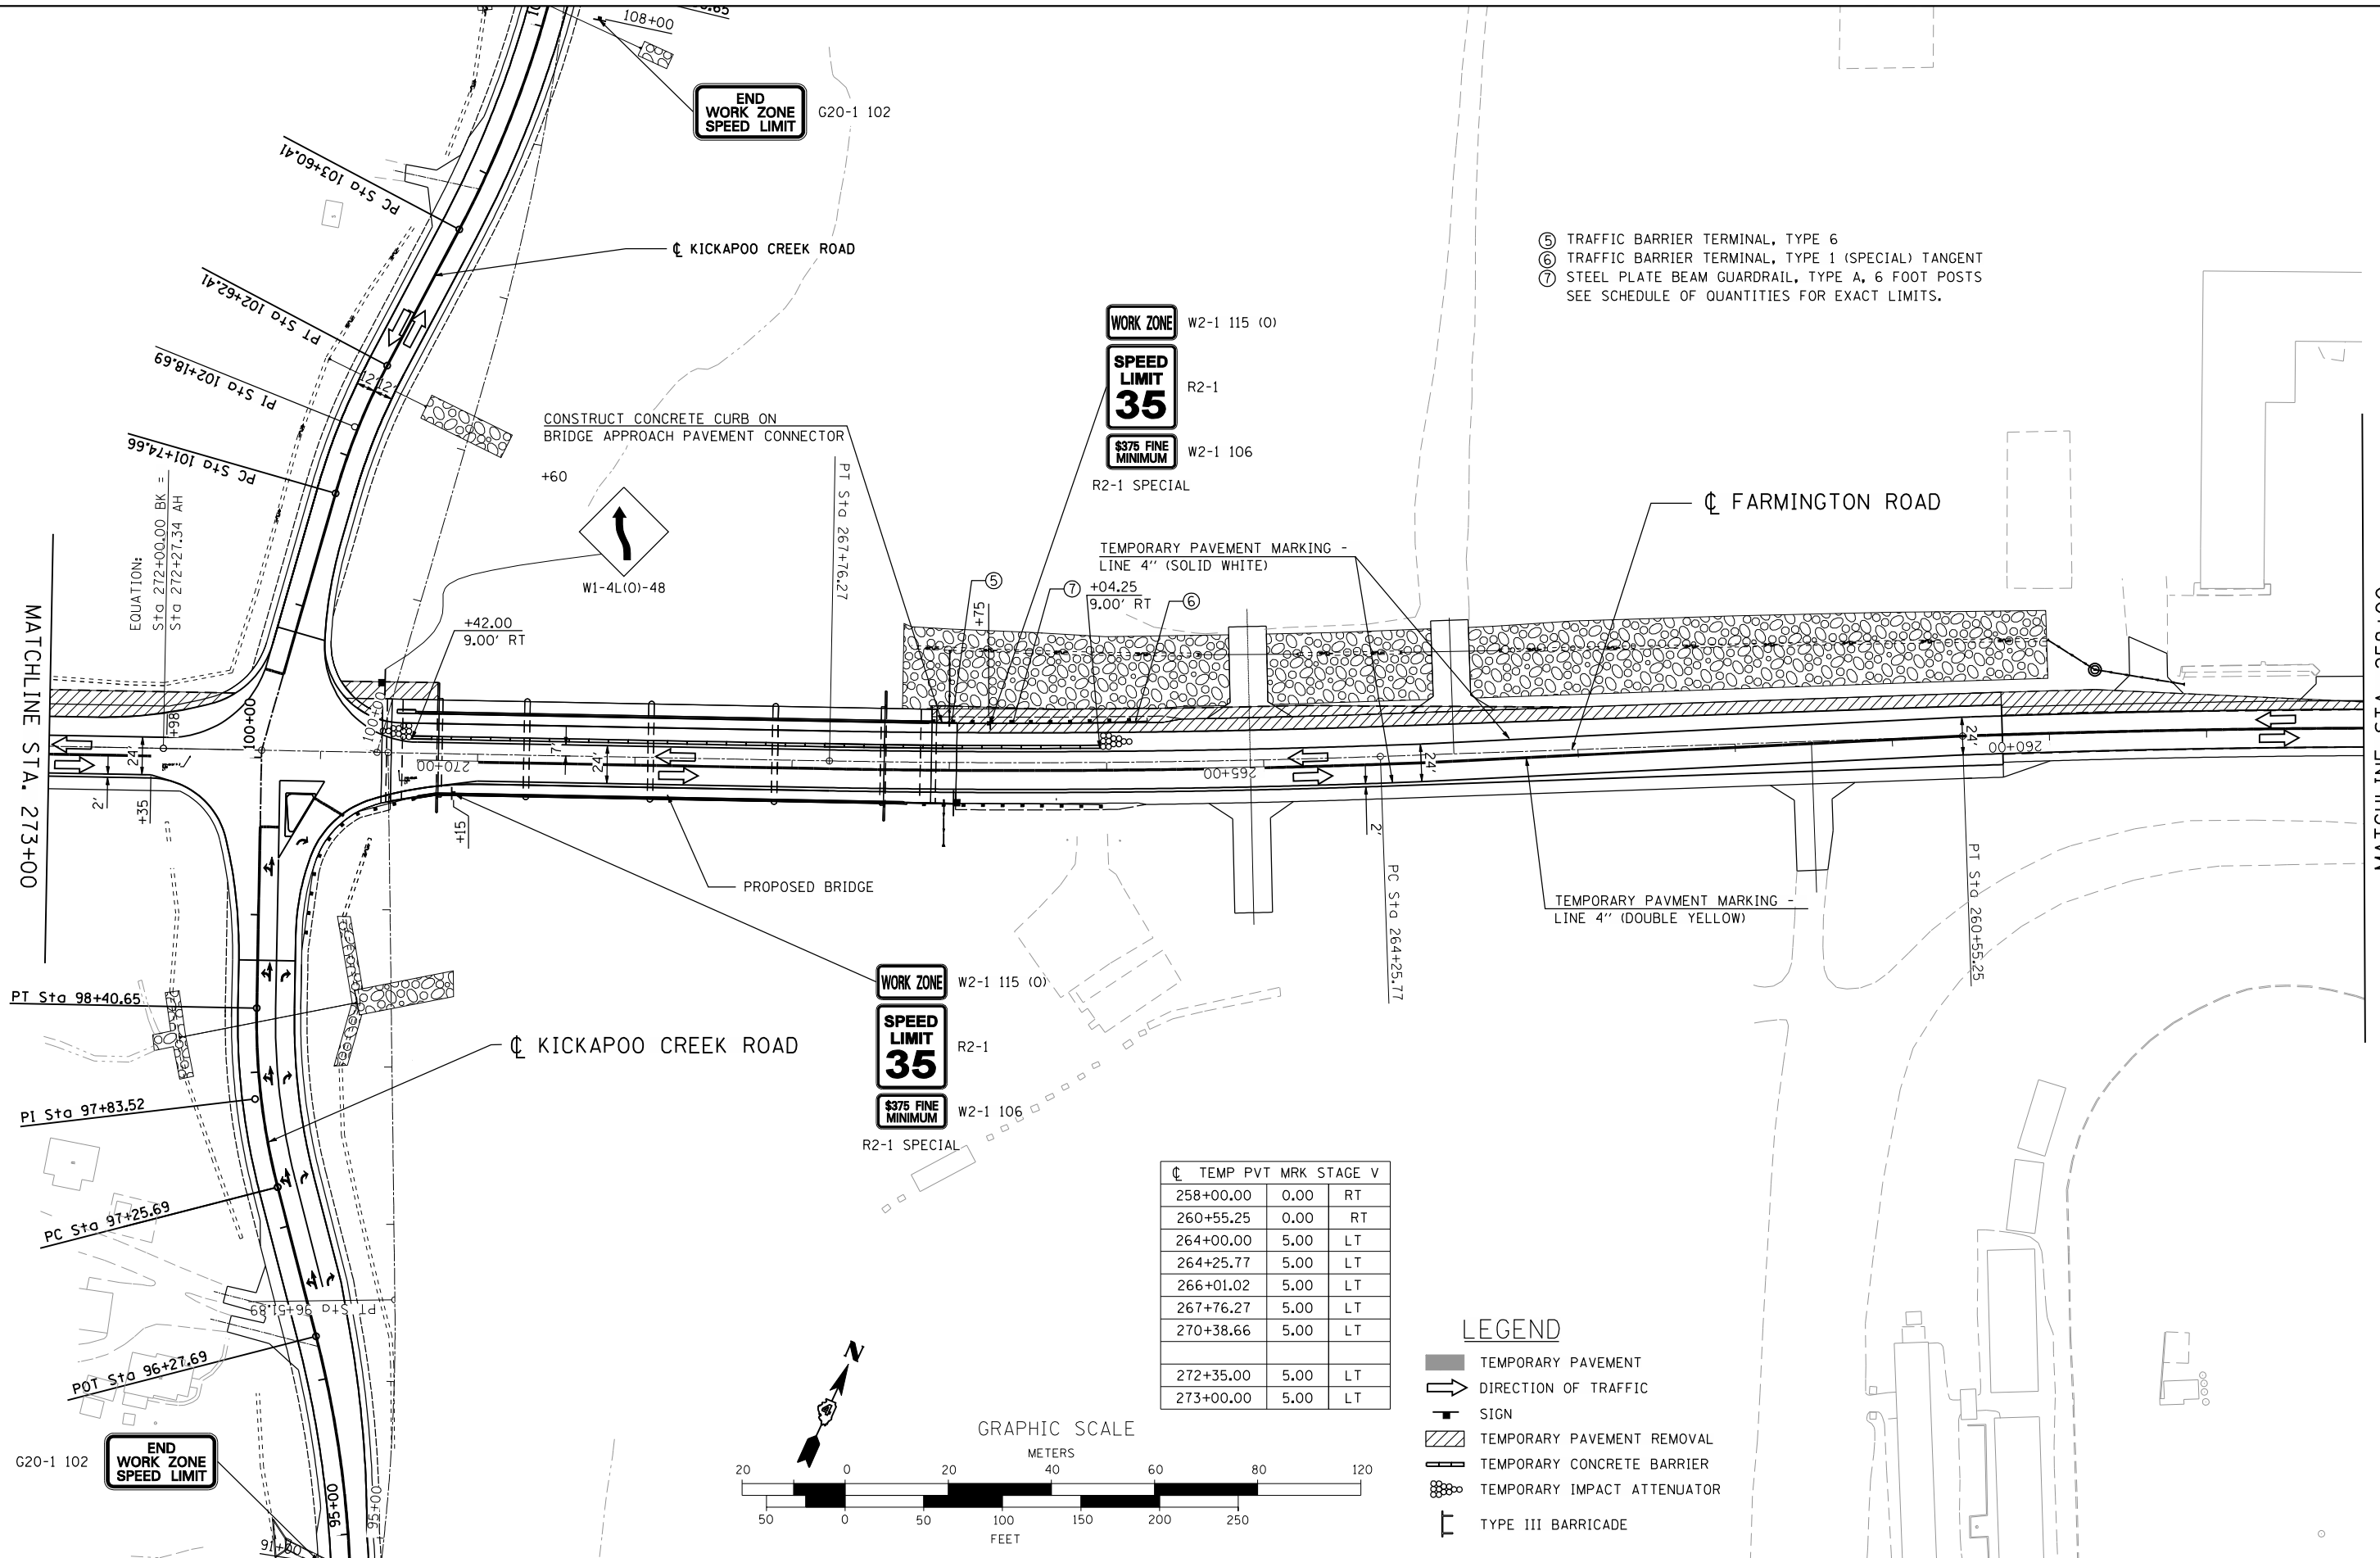 108+00
END
WORK ZONE
SPEED LIMIT
G20-1 102
PC Sta 103+60.41
℄ KICKAPOO CREEK ROAD
PT Sta 102+62.41
PI Sta 102+18.69
PC Sta 101+74.66
12'
12'
⑤ TRAFFIC BARRIER TERMINAL, TYPE 6
⑥ TRAFFIC BARRIER TERMINAL, TYPE 1 (SPECIAL) TANGENT
⑦ STEEL PLATE BEAM GUARDRAIL, TYPE A, 6 FOOT POSTS
SEE SCHEDULE OF QUANTITIES FOR EXACT LIMITS.
WORK ZONE
W2-1 115 (O)
SPEED
LIMIT
35
R2-1
$375 FINE
MINIMUM
W2-1 106
R2-1 SPECIAL
CONSTRUCT CONCRETE CURB ON
BRIDGE APPROACH PAVEMENT CONNECTOR
+60
W1-4L(O)-48
PT Sta 267+76.27
EQUATION:
Sta 272+00.00 BK =
Sta 272+27.34 AH
℄ FARMINGTON ROAD
TEMPORARY PAVEMENT MARKING -
LINE 4" (SOLID WHITE)
⑤
+75
⑦
+04.25
9.00' RT
⑥
+42.00
9.00' RT
MATCHLINE STA. 273+00
+98
100+00
24'
2'
+35
270+00
7'
24'
+15
265+00
24'
2'
260+00
24'
PROPOSED BRIDGE
PC Sta 264+25.77
TEMPORARY PAVMENT MARKING -
LINE 4" (DOUBLE YELLOW)
PT Sta 260+55.25
PT Sta 98+40.65
℄ KICKAPOO CREEK ROAD
WORK ZONE
W2-1 115 (O)
SPEED
LIMIT
35
R2-1
$375 FINE
MINIMUM
W2-1 106
R2-1 SPECIAL
PI Sta 97+83.52
PC Sta 97+25.69
PT Sta 96+51.89
POT Sta 96+27.69
G20-1 102
END
WORK ZONE
SPEED LIMIT
95+00
95+00
91+00
℄ TEMP PVT MRK STAGE V
258+00.00 0.00 RT
260+55.25 0.00 RT
264+00.00 5.00 LT
264+25.77 5.00 LT
266+01.02 5.00 LT
267+76.27 5.00 LT
270+38.66 5.00 LT
272+35.00 5.00 LT
273+00.00 5.00 LT
N
4
GRAPHIC SCALE
METERS
20 0 20 40 60 80 120
50 0 50 100 150 200 250
FEET
LEGEND
TEMPORARY PAVEMENT
DIRECTION OF TRAFFIC
SIGN
TEMPORARY PAVEMENT REMOVAL
TEMPORARY CONCRETE BARRIER
TEMPORARY IMPACT ATTENUATOR
TYPE III BARRICADE